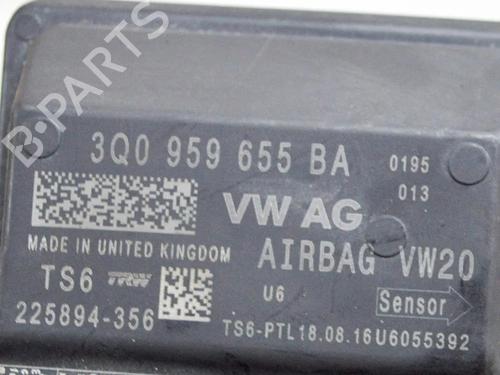 B-PARTS
3Q0 959 655 BA 0195
013
VW AG
MADE IN UNITED KINGDOM
AIRBAG VW20
TS6 TRW
U6
Sensor
225894-356
TS6-PTL18.08.16U6055392